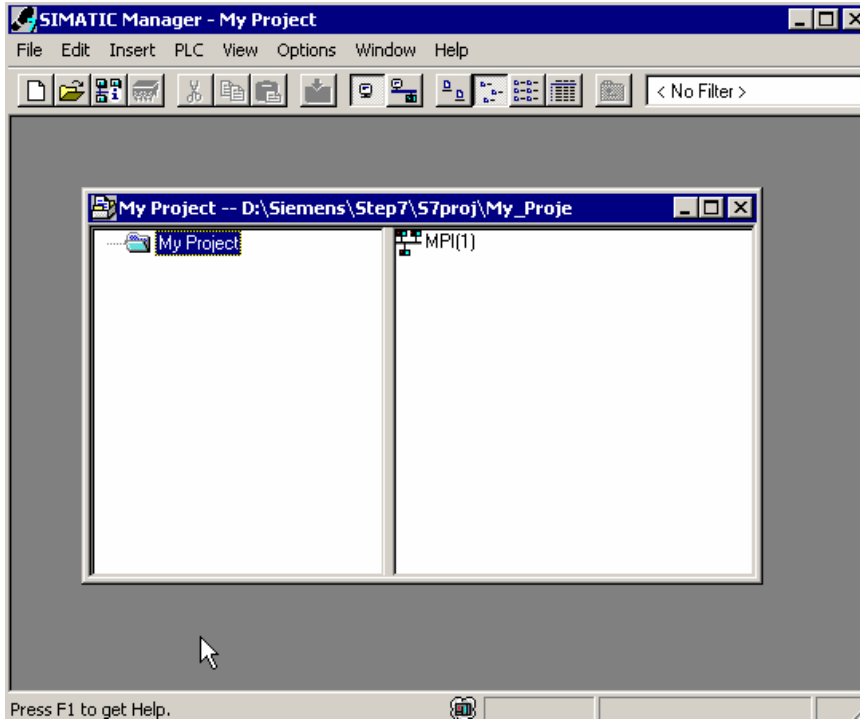 SIMATIC Manager - My Project
File Edit Insert PLC View Options Window Help
< No Filter >
My Project -- D:\Siemens\Step7\S7proj\My_Proje
My Project
MPI(1)
Press F1 to get Help.